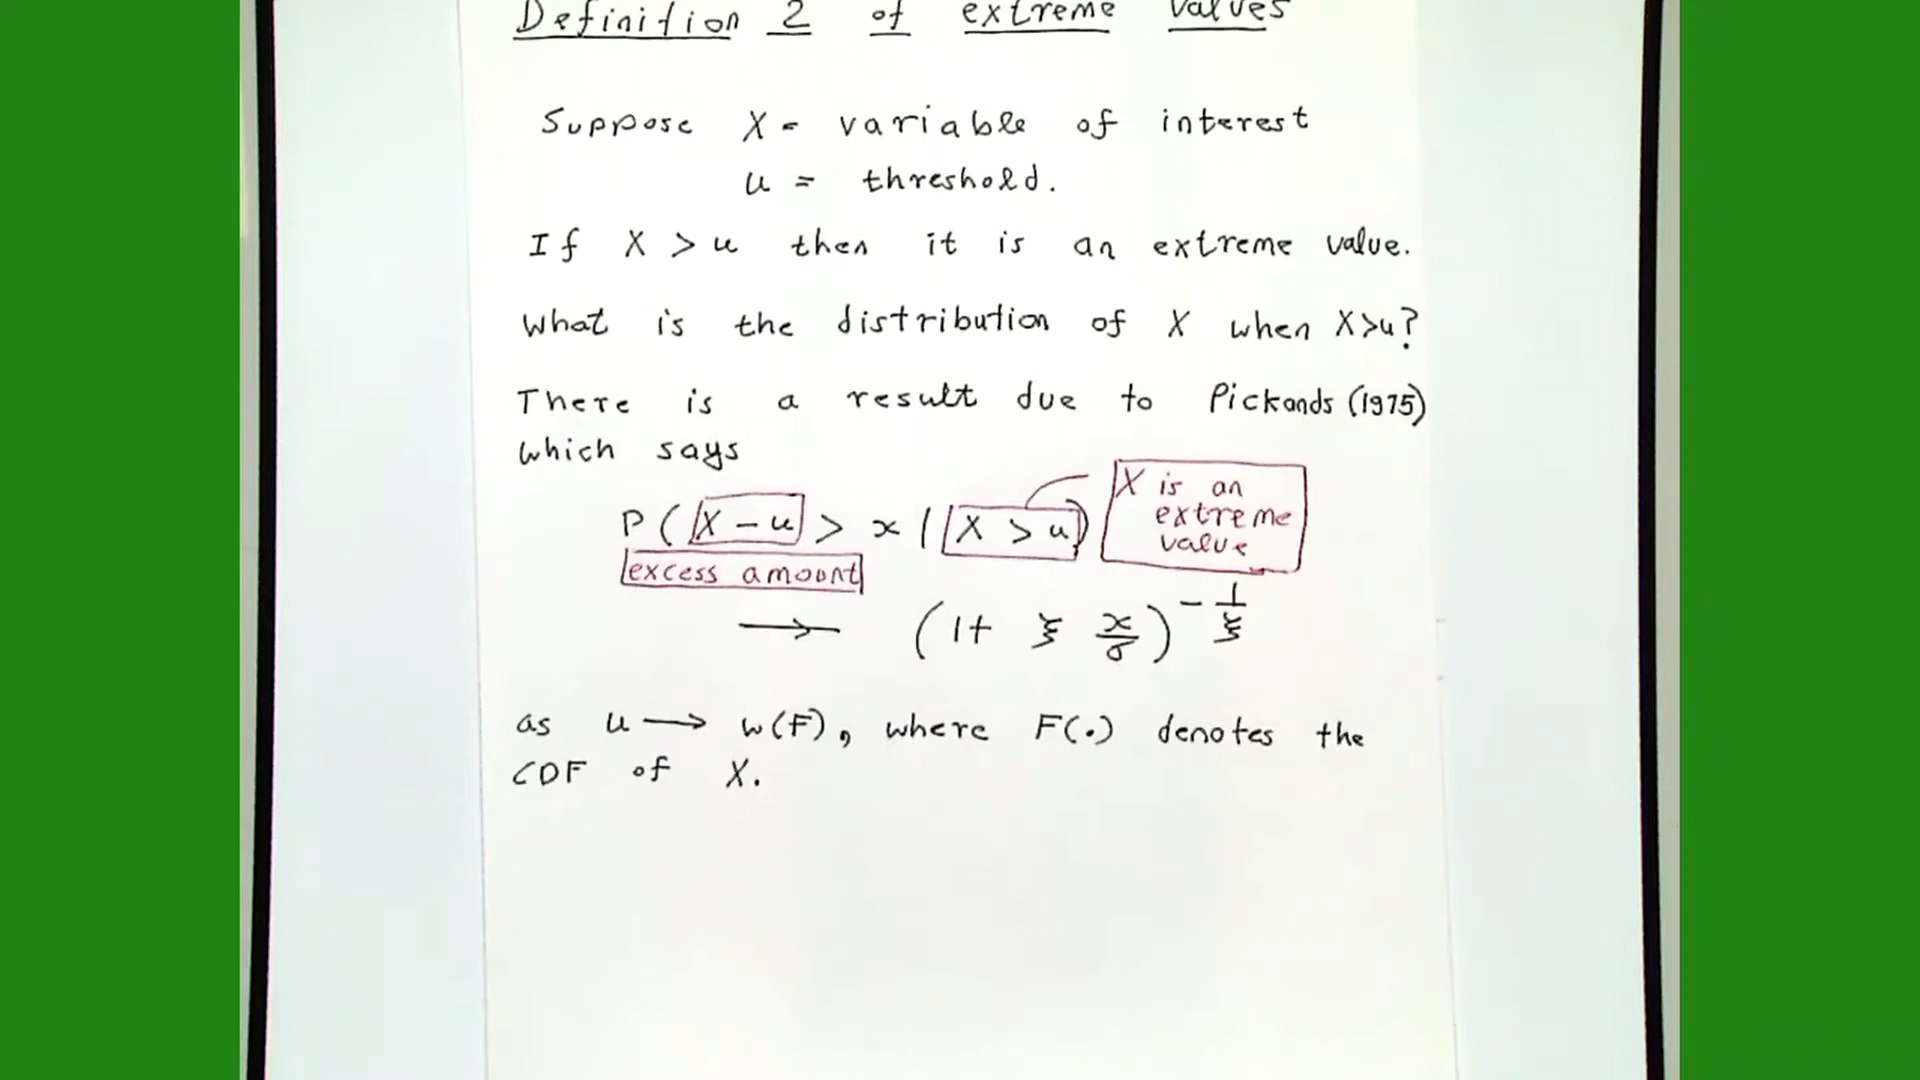 Definition 2 of extreme values
Suppose X = variable of interest
u = threshold.
If X > u then it is an extreme value.
What is the distribution of X when X>u?
There is a result due to Pickands (1975)
which says
P(X - u > x | X > u)
X is an
extreme
value
excess amount
→ (1+ ξ x/σ)^{-1/ξ}
as u → w(F), where F(.) denotes the
CDF of X.